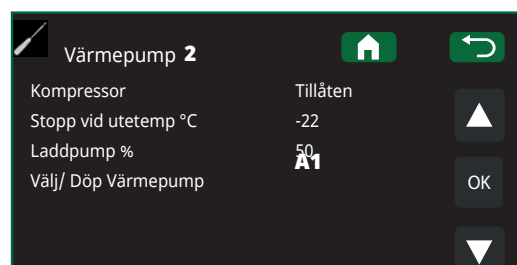 Värmepump 2
Kompressor Tillåten
Stopp vid utetemp °C -22
Laddpump % 50
A1
Välj/ Döp Värmepump
OK